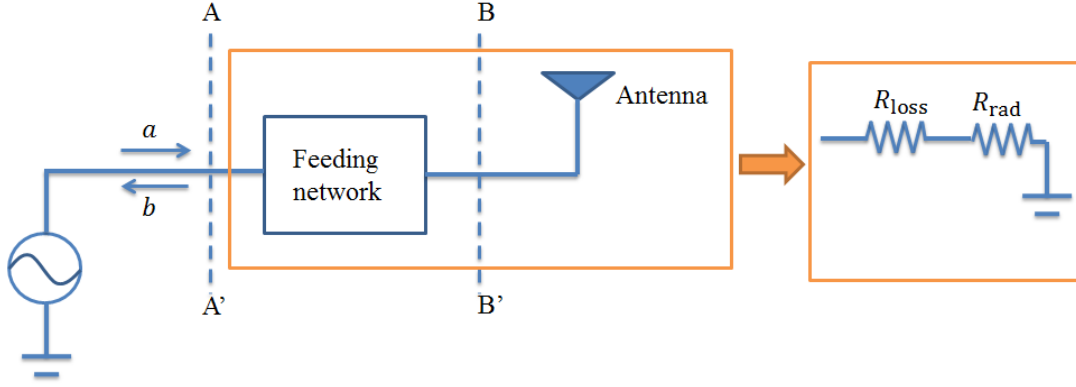 A
B
a
b
Feeding
network
Antenna
R_loss
R_rad
A’
B’